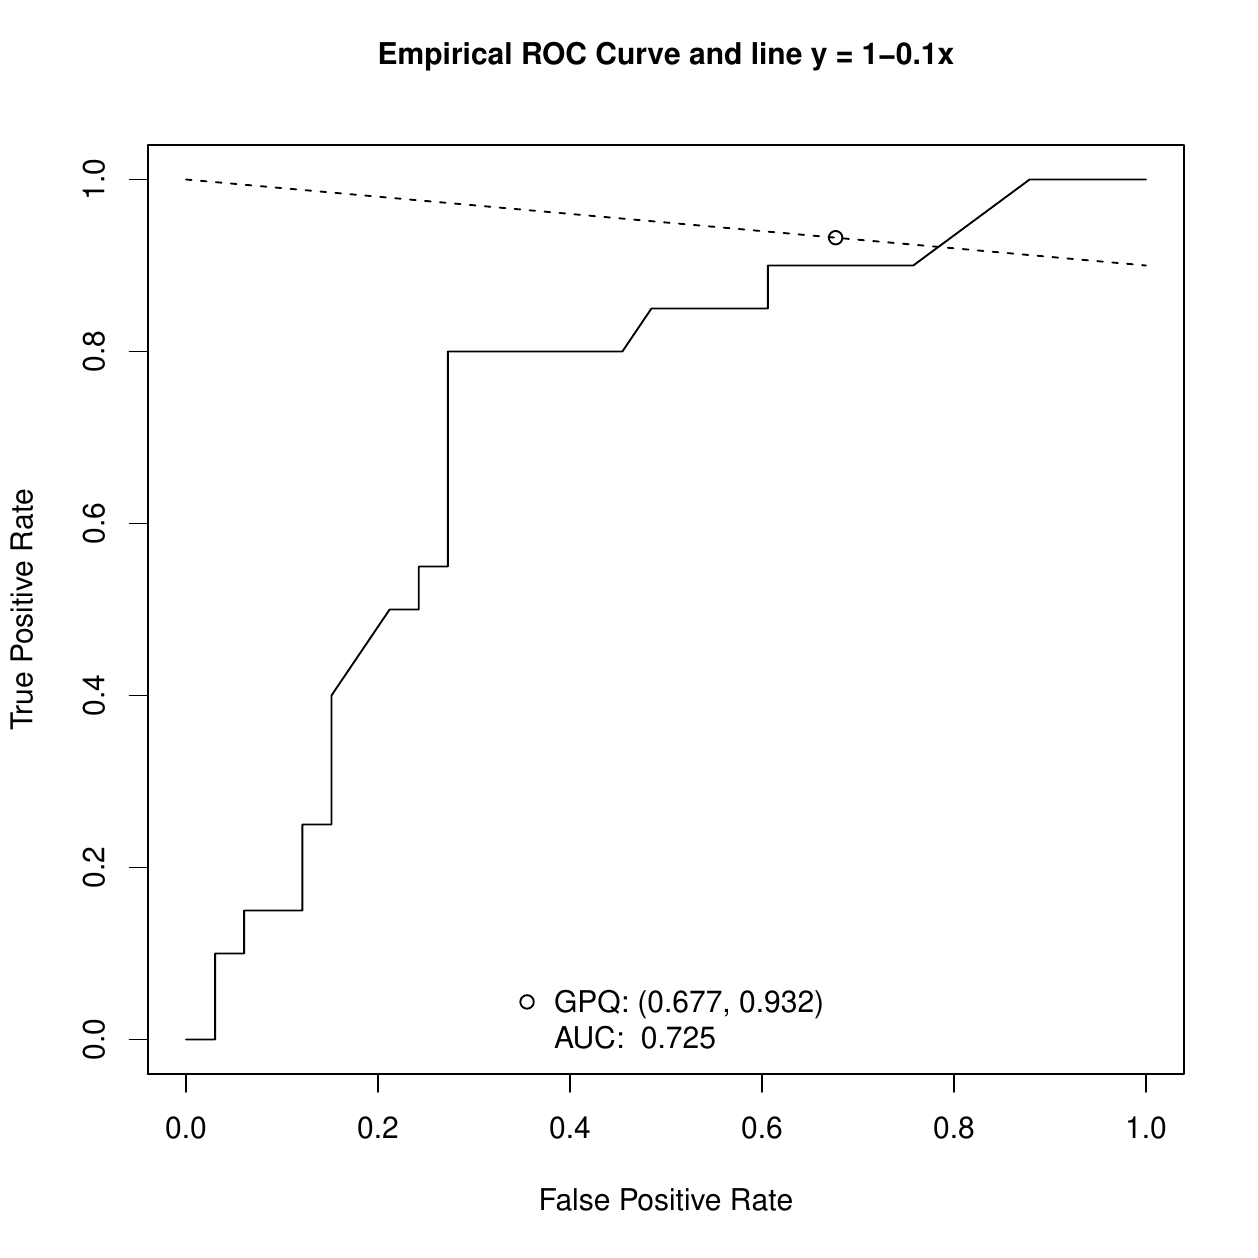 Empirical ROC Curve and line y = 1−0.1x
True Positive Rate
1.0
0.8
0.6
0.4
0.2
0.0
GPQ: (0.677, 0.932)
AUC: 0.725
0.0 0.2 0.4 0.6 0.8 1.0
False Positive Rate